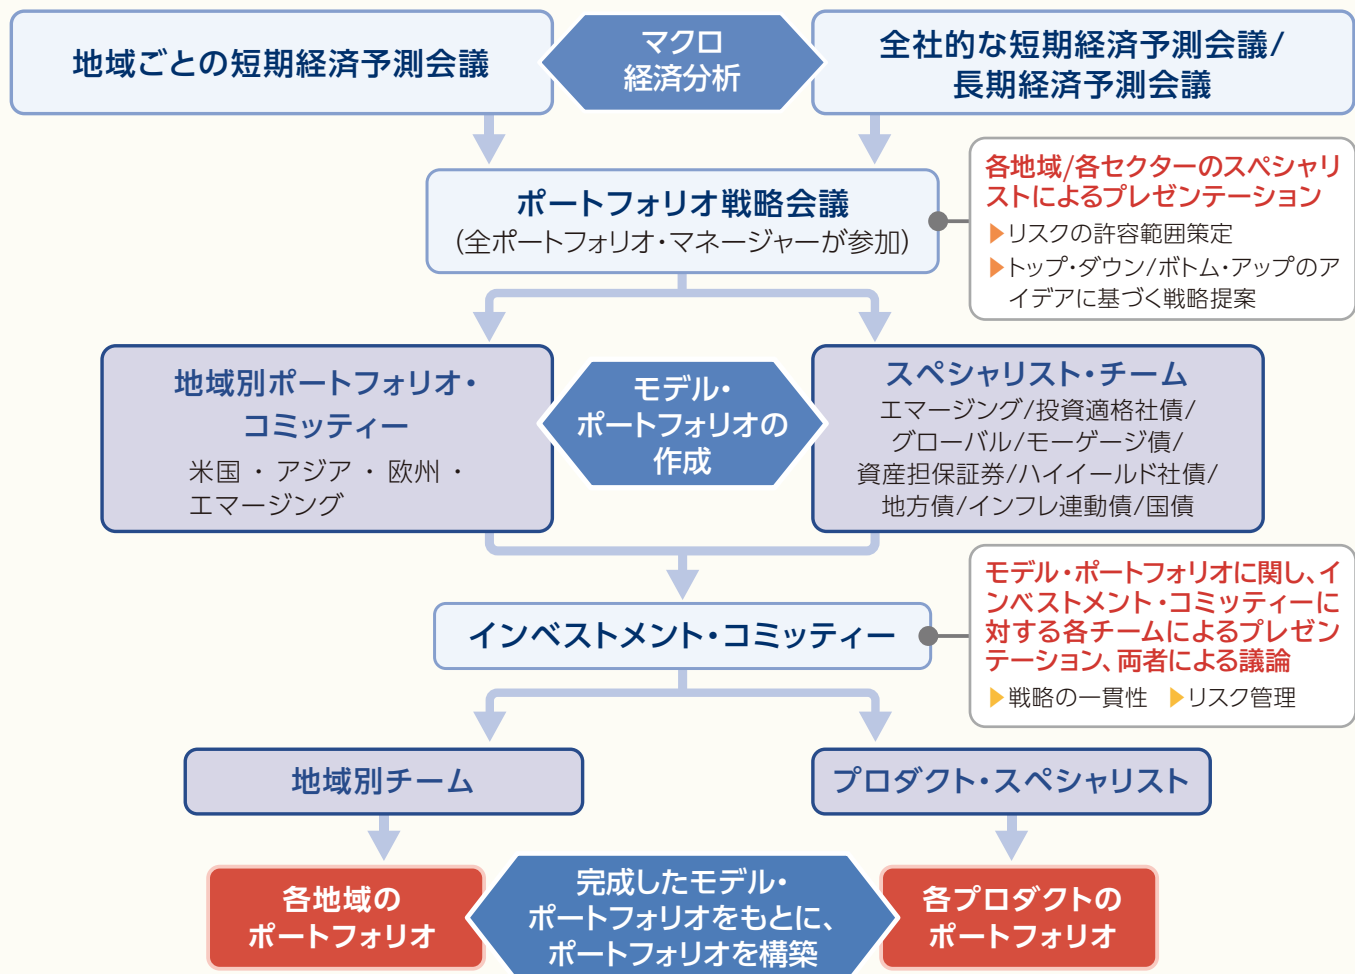 地域ごとの短期経済予測会議
マクロ
経済分析
全社的な短期経済予測会議/
長期経済予測会議
ポートフォリオ戦略会議
(全ポートフォリオ・マネージャーが参加)
各地域/各セクターのスペシャリ
ストによるプレゼンテーション
▶リスクの許容範囲策定
▶トップ・ダウン/ボトム・アップのア
イデアに基づく戦略提案
地域別ポートフォリオ・
コミッティー
米国 ・ アジア ・ 欧州 ・
エマージング
モデル・
ポートフォリオの
作成
スペシャリスト・チーム
エマージング/投資適格社債/
グローバル/モーゲージ債/
資産担保証券/ハイイールド社債/
地方債/インフレ連動債/国債
インベストメント・コミッティー
モデル・ポートフォリオに関し、イ
ンベストメント・コミッティーに
対する各チームによるプレゼン
テーション、両者による議論
▶戦略の一貫性 ▶リスク管理
地域別チーム
プロダクト・スペシャリスト
各地域の
ポートフォリオ
完成したモデル・
ポートフォリオをもとに、
ポートフォリオを構築
各プロダクトの
ポートフォリオ